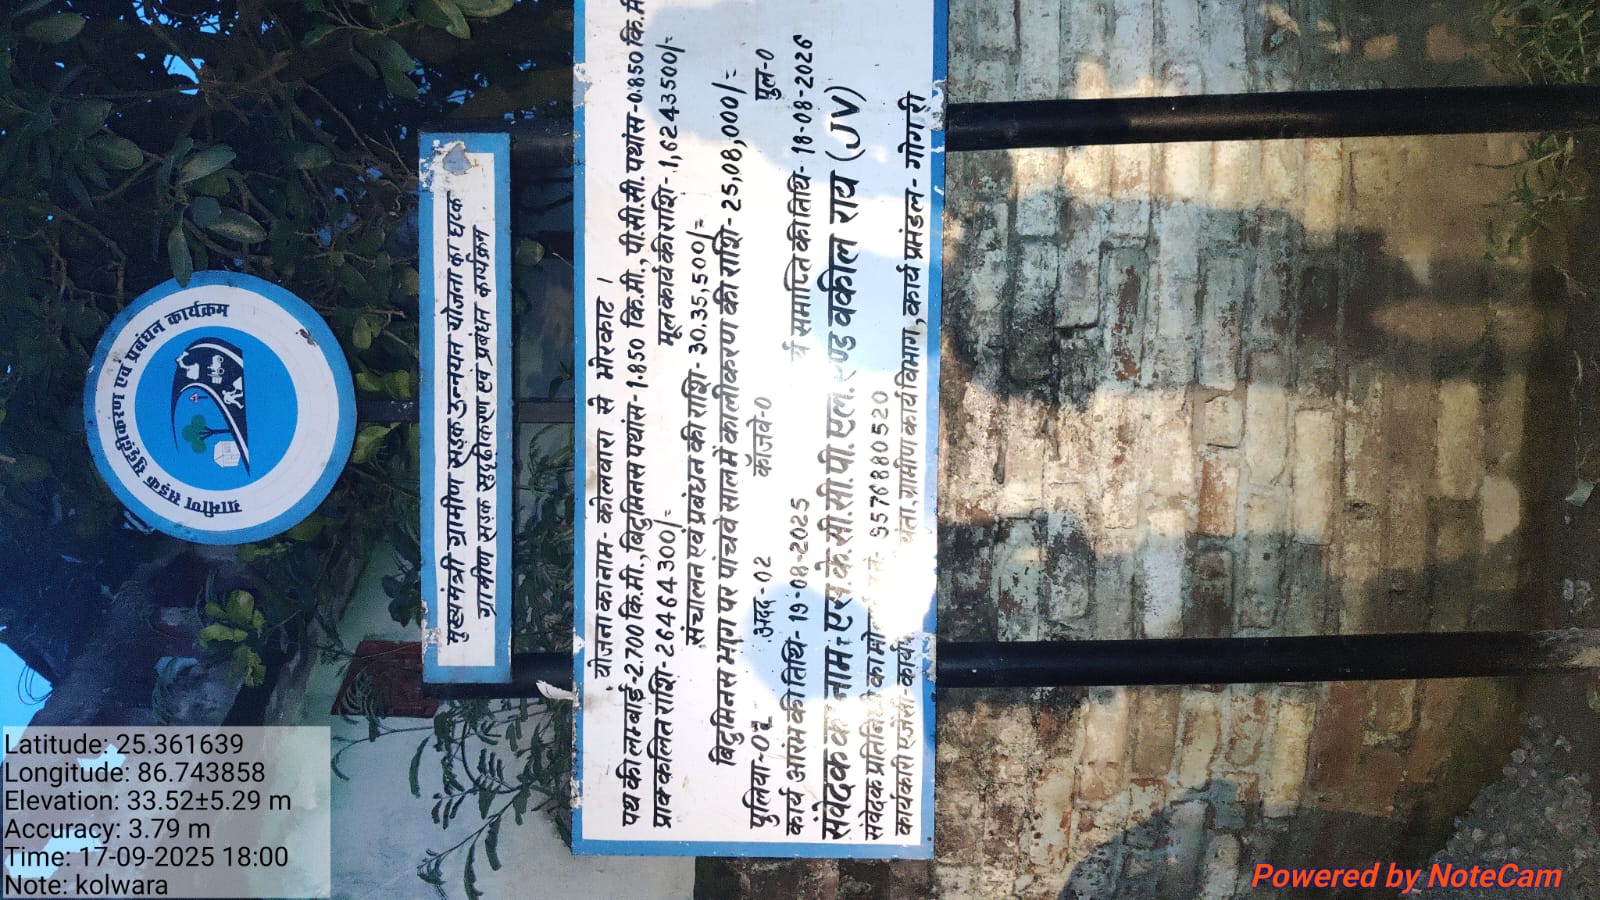 ग्रामीण सड़क सुदृढीकरण एवं प्रबंधन कार्यक्रम
मुख्यमंत्री ग्रामीण सड़क उन्नयन योजना का घटक
ग्रामीण सड़क सुदृढीकरण एवं प्रबंधन कार्यक्रम
योजना का नाम- कोलवारा से मोरकाट ।
पथ की लम्बाई-2.700 कि.मी., बिटुमिनस पथांस- 1.850 कि.मी., पी.सी.सी. पथांस-0.850 कि.मी
प्राक्कलित राशि- 26464300/= मूल कार्य की राशि- 1,6243500/=
संचालन एवं प्रबंधन की राशि- 30,35,500/=
बिटुमिनस भाग पर पांचवे साल में कालीकरण की राशि- 25,08,000/=
पुलिया-02 अदद-02 कॉजवे-0 पुल-0
कार्य आरंभ की तिथि- 19-08-2025 समाप्ति की तिथि- 18-08-2026
संवेदक का नाम:- एस.के.सी.सी.पी.एल. एण्ड वकील राय (JV)
संवेदक प्रतिनिधि का 9576880520
कार्यकारी एजेंसी-कार्य ग्रामीण कार्य विभाग, कार्य प्रमंडल- गोगरी
Latitude: 25.361639
Longitude: 86.743858
Elevation: 33.52±5.29 m
Accuracy: 3.79 m
Time: 17-09-2025 18:00
Note: kolwara
Powered by NoteCam